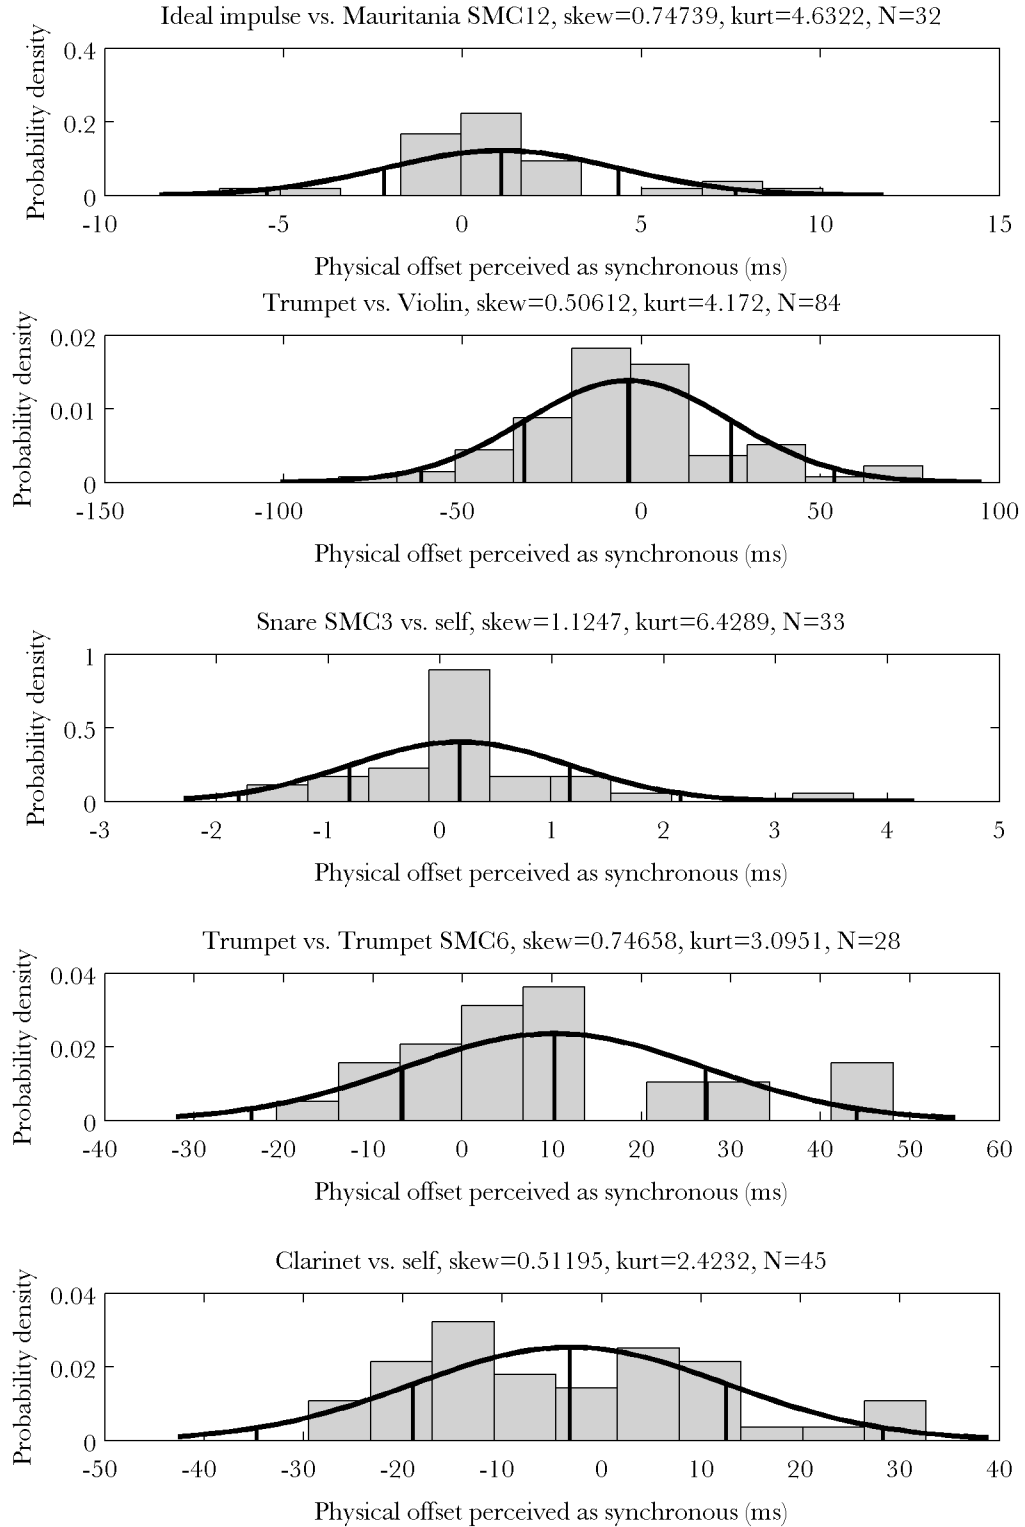 Ideal impulse vs. Mauritania SMC12, skew=0.74739, kurt=4.6322, N=32
Probability density
0.4
0.2
0
-10 -5 0 5 10 15
Physical offset perceived as synchronous (ms)
Trumpet vs. Violin, skew=0.50612, kurt=4.172, N=84
Probability density
0.02
0.01
0
-150 -100 -50 0 50 100
Physical offset perceived as synchronous (ms)
Snare SMC3 vs. self, skew=1.1247, kurt=6.4289, N=33
Probability density
1
0.5
0
-3 -2 -1 0 1 2 3 4 5
Physical offset perceived as synchronous (ms)
Trumpet vs. Trumpet SMC6, skew=0.74658, kurt=3.0951, N=28
Probability density
0.04
0.02
0
-40 -30 -20 -10 0 10 20 30 40 50 60
Physical offset perceived as synchronous (ms)
Clarinet vs. self, skew=0.51195, kurt=2.4232, N=45
Probability density
0.04
0.02
0
-50 -40 -30 -20 -10 0 10 20 30 40
Physical offset perceived as synchronous (ms)